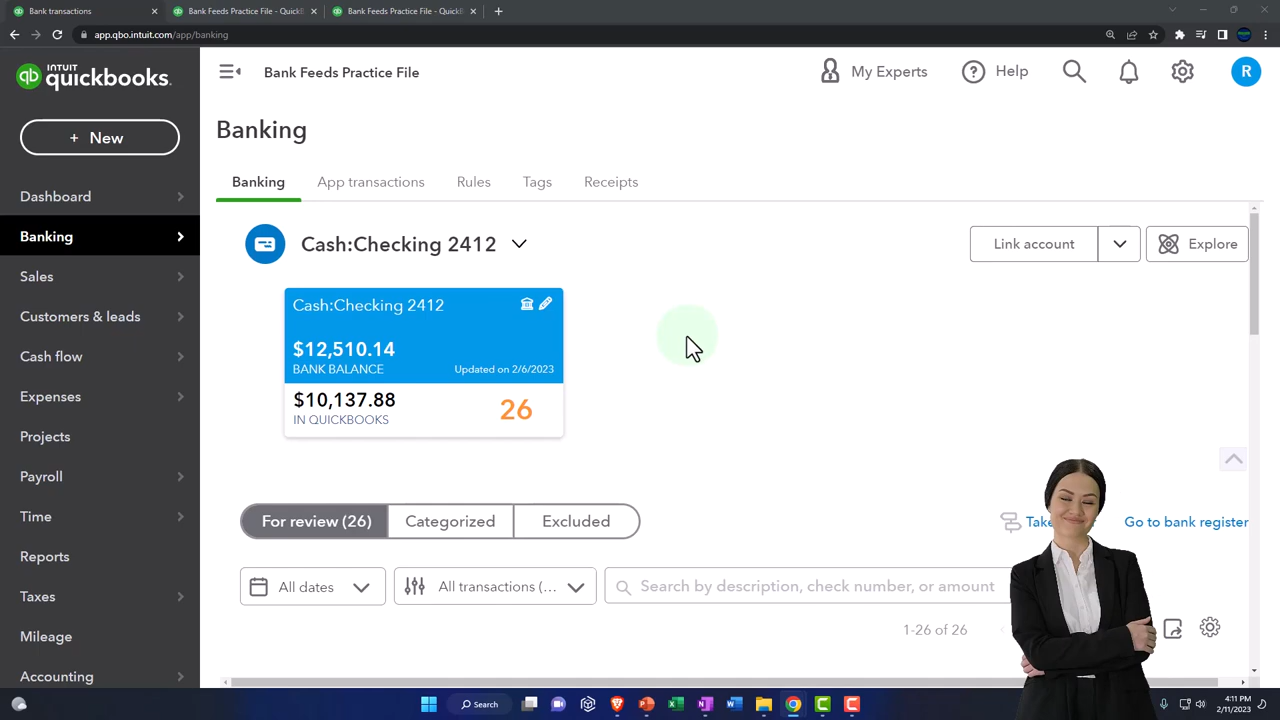 Bank transactions
Bank Feeds Practice File - QuickB
Bank Feeds Practice File - QuickB
app.qbo.intuit.com/app/banking
INTUIT
quickbooks.
Bank Feeds Practice File
My Experts
Help
R
+ New
Banking
Dashboard
Banking
Sales
Customers & leads
Cash flow
Expenses
Projects
Payroll
Time
Reports
Taxes
Mileage
Accounting
Banking
App transactions
Rules
Tags
Receipts
Cash:Checking 2412
Link account
Explore
Cash:Checking 2412
$12,510.14
BANK BALANCE
Updated on 2/6/2023
$10,137.88
IN QUICKBOOKS
26
For review (26)
Categorized
Excluded
Go to bank register
All dates
All transactions (...
Search by description, check number, or amount
1-26 of 26
Search
4:11 PM
2/11/2023